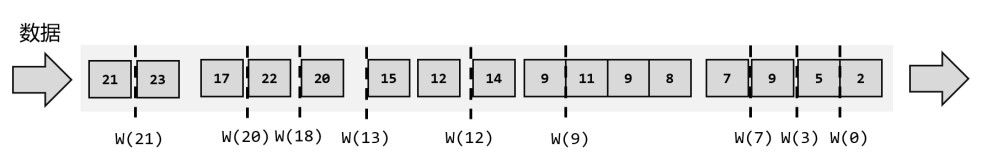 数据
21 23 17 22 20 15 12 14 9 11 9 8 7 9 5 2
W(21) W(20) W(18) W(13) W(12) W(9) W(7) W(3) W(0)